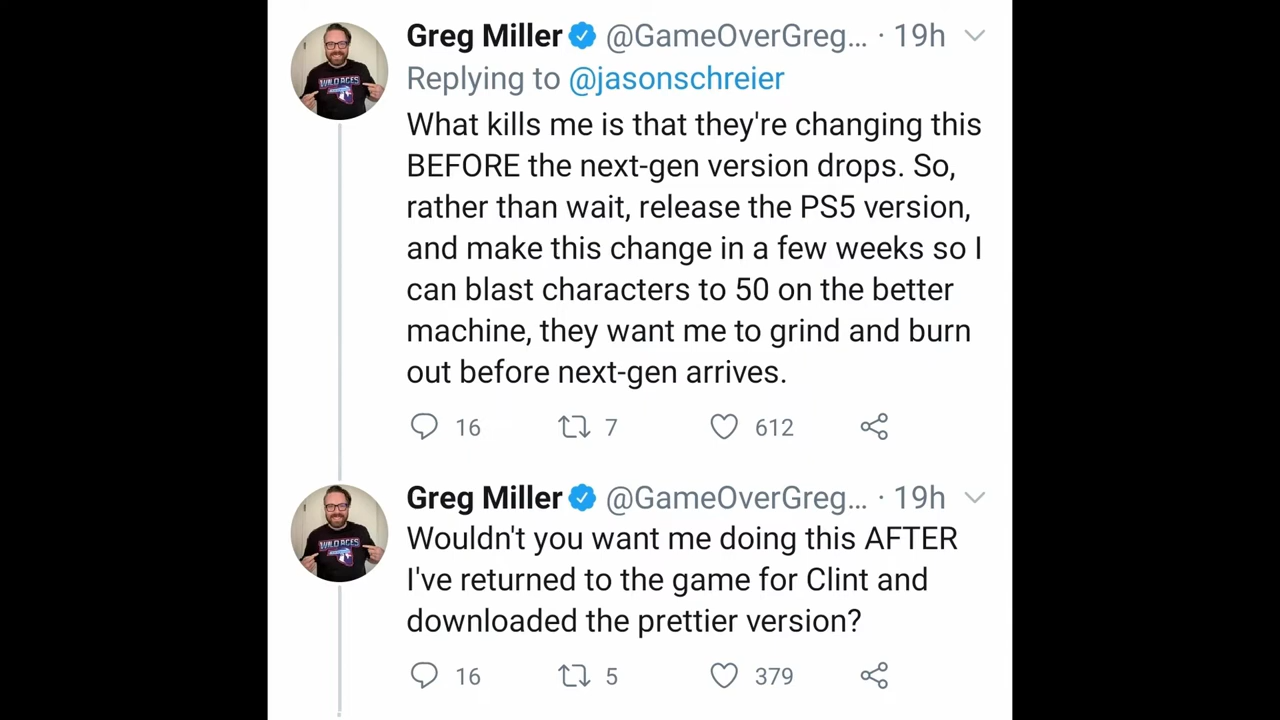 Greg Miller @GameOverGreg... · 19h
Replying to @jasonschreier
What kills me is that they're changing this
BEFORE the next-gen version drops. So,
rather than wait, release the PS5 version,
and make this change in a few weeks so I
can blast characters to 50 on the better
machine, they want me to grind and burn
out before next-gen arrives.
16 7 612
WILD ACES
Greg Miller @GameOverGreg... · 19h
Wouldn't you want me doing this AFTER
I've returned to the game for Clint and
downloaded the prettier version?
16 5 379
WILD ACES